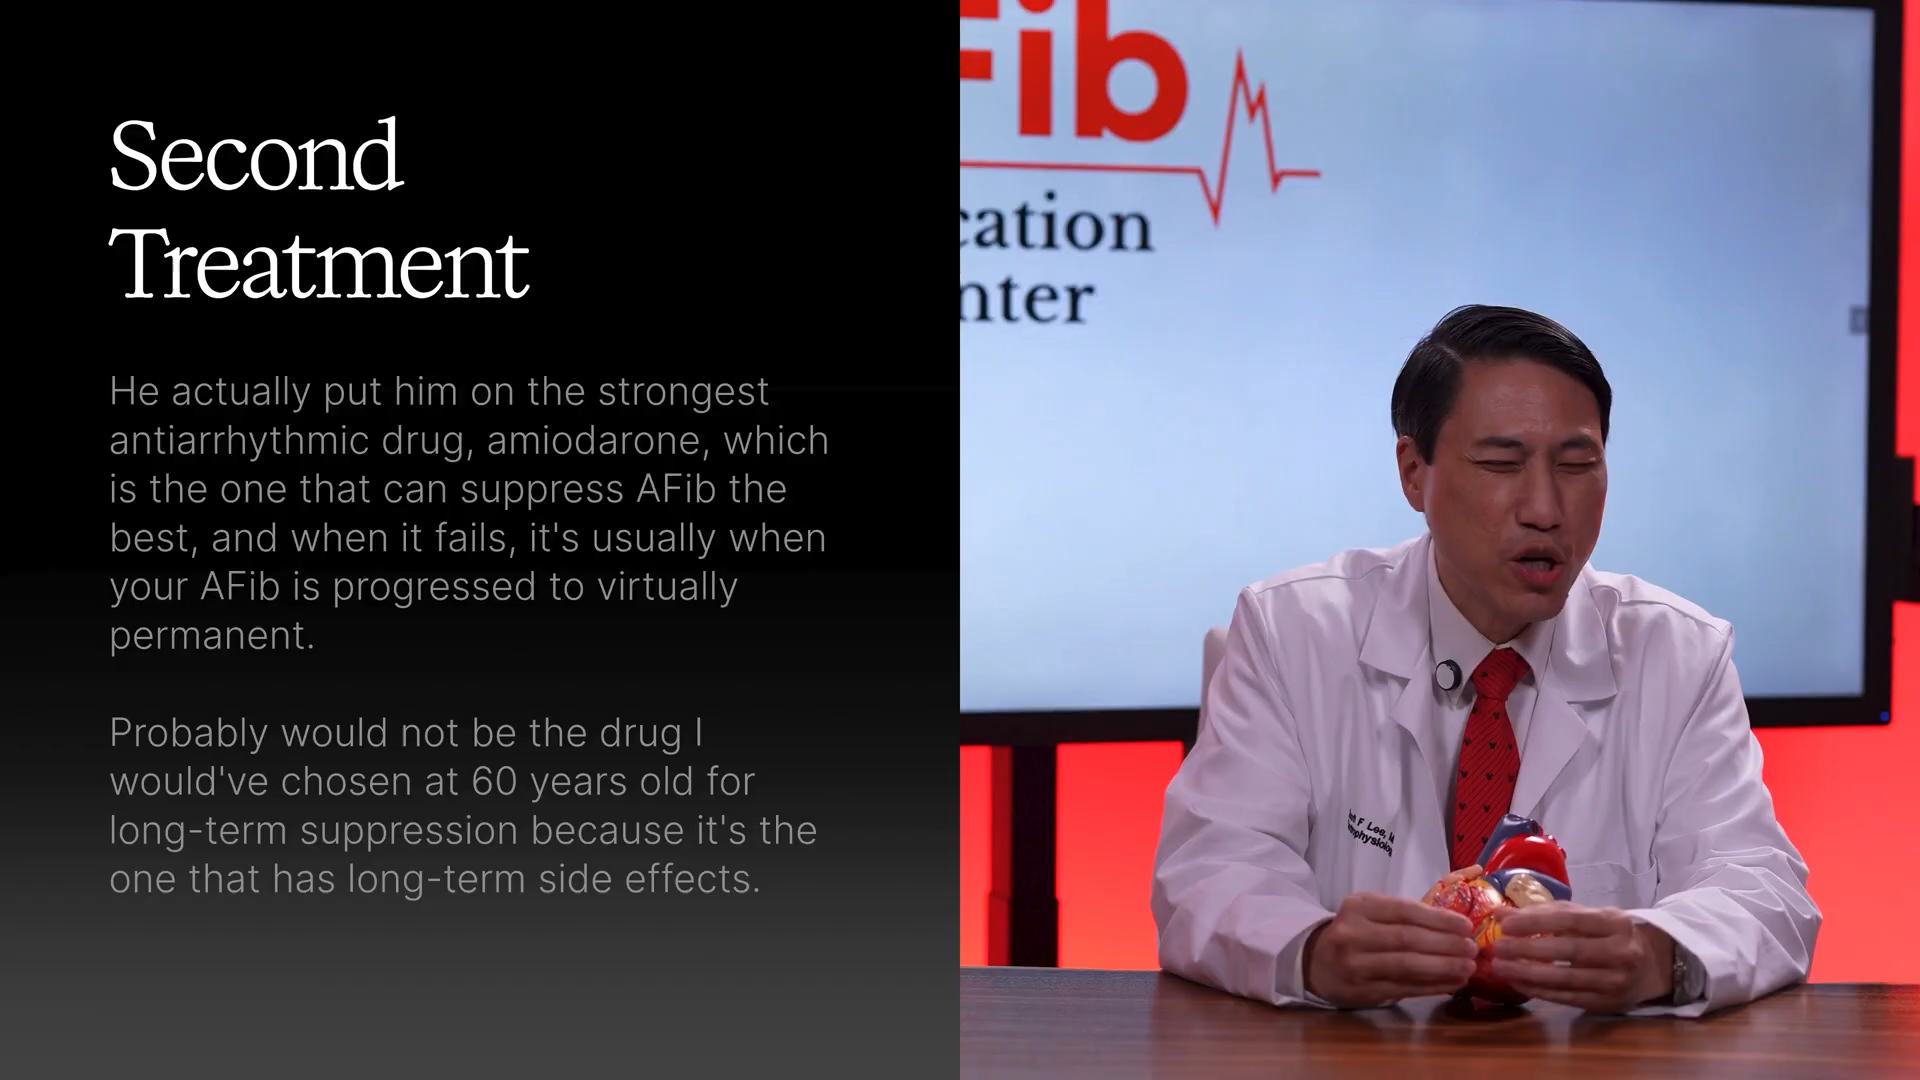 Second
Treatment
He actually put him on the strongest
antiarrhythmic drug, amiodarone, which
is the one that can suppress AFib the
best, and when it fails, it's usually when
your AFib is progressed to virtually
permanent.
Probably would not be the drug I
would've chosen at 60 years old for
long-term suppression because it's the
one that has long-term side effects.
Fib
cation
nter
F Lee, M